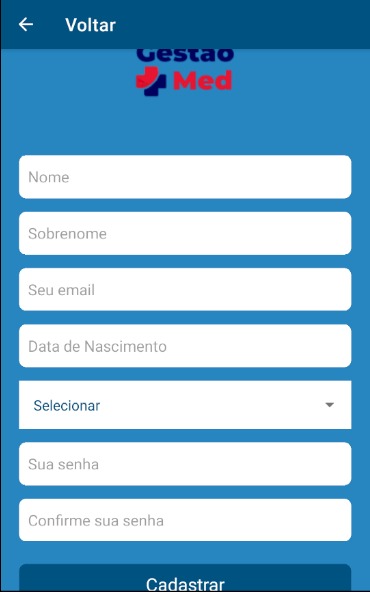 Voltar
Gestão
Med
Nome
Sobrenome
Seu email
Data de Nascimento
Selecionar
Sua senha
Confirme sua senha
Cadastrar